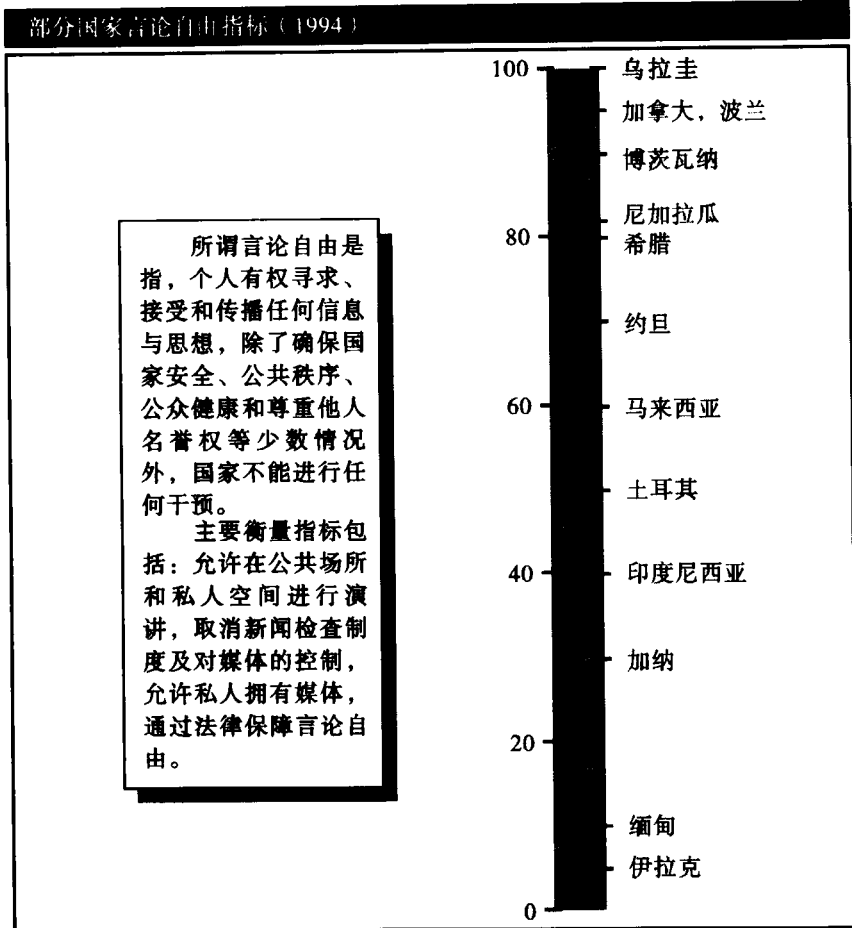 部分国家言论自由指标（1994）
所谓言论自由是
指，个人有权寻求、
接受和传播任何信息
与思想，除了确保国
家安全、公共秩序、
公众健康和尊重他人
名誉权等少数情况
外，国家不能进行任
何干预。
主要衡量指标包
括：允许在公共场所
和私人空间进行演
讲，取消新闻检查制
度及对媒体的控制，
允许私人拥有媒体，
通过法律保障言论自
由。
100 乌拉圭
加拿大，波兰
博茨瓦纳
尼加拉瓜
80 希腊
约旦
60 马来西亚
土耳其
40 印度尼西亚
加纳
20
缅甸
伊拉克
0